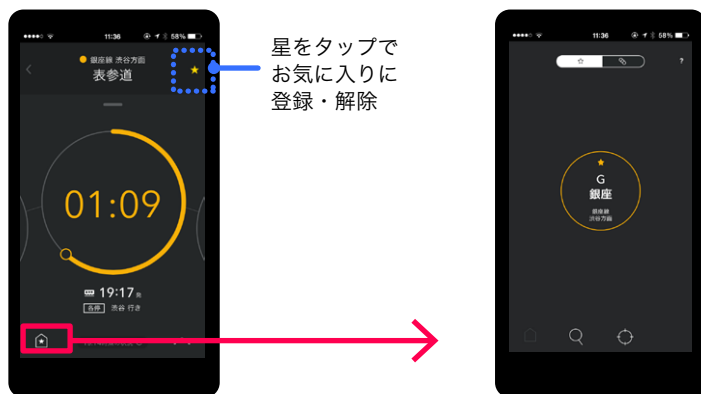 11:36
58%
銀座線 渋谷方面
表参道
01:09
19:17 発
各停 渋谷 行き
星をタップで
お気に入りに
登録・解除
11:36
58%
?
G
銀座
銀座線
渋谷方面